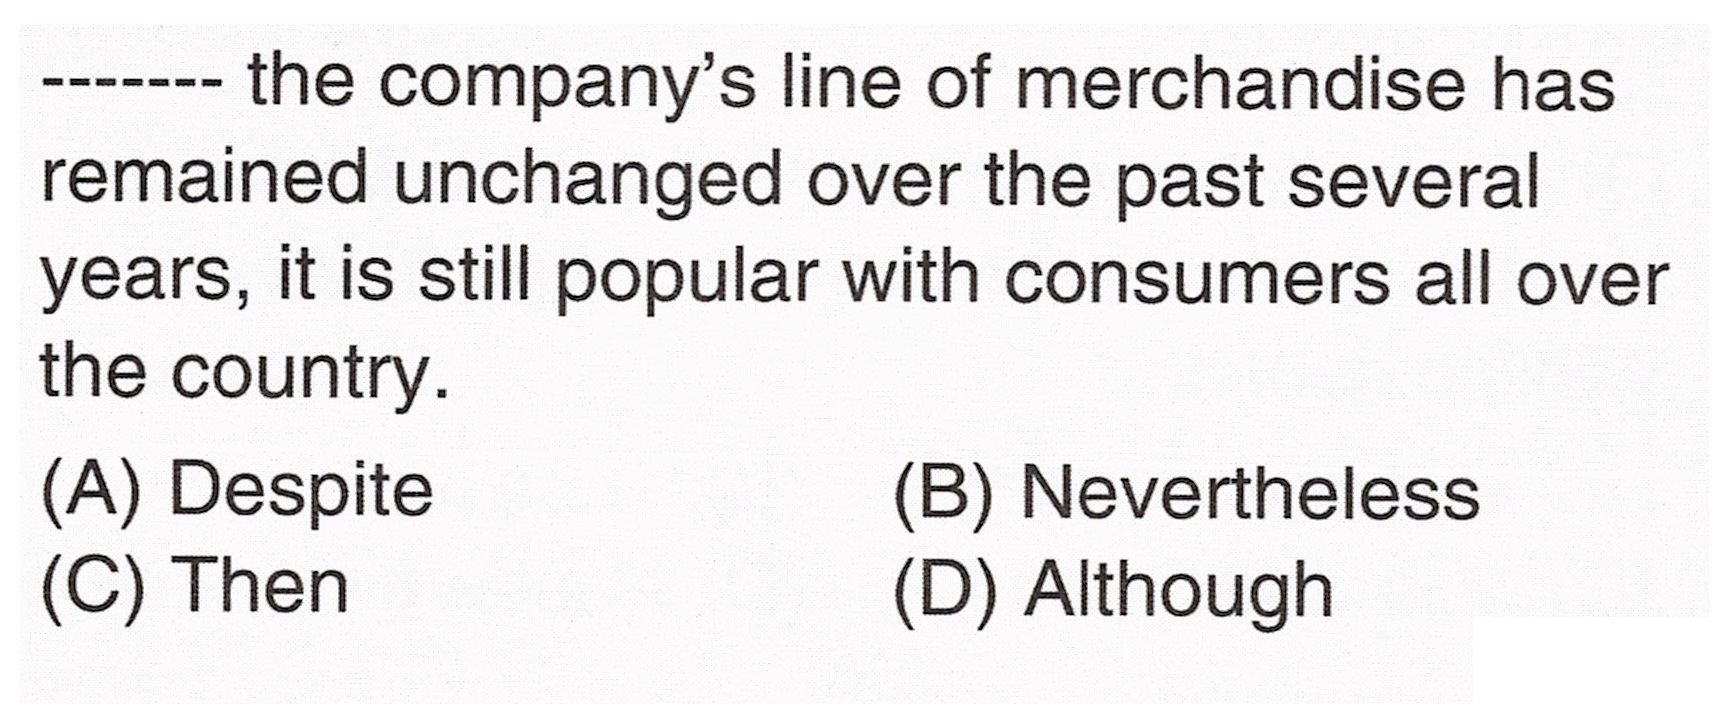 ------- the company's line of merchandise has
remained unchanged over the past several
years, it is still popular with consumers all over
the country.
(A) Despite (B) Nevertheless
(C) Then (D) Although